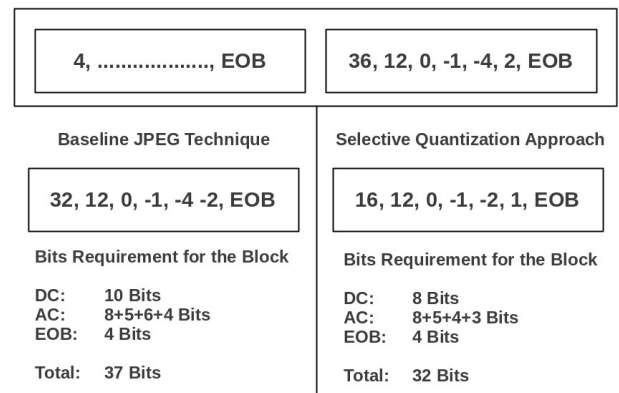 4, ..................., EOB
36, 12, 0, -1, -4, 2, EOB
Baseline JPEG Technique
32, 12, 0, -1, -4 -2, EOB
Bits Requirement for the Block
DC: 10 Bits
AC: 8+5+6+4 Bits
EOB: 4 Bits
Total: 37 Bits
Selective Quantization Approach
16, 12, 0, -1, -2, 1, EOB
Bits Requirement for the Block
DC: 8 Bits
AC: 8+5+4+3 Bits
EOB: 4 Bits
Total: 32 Bits